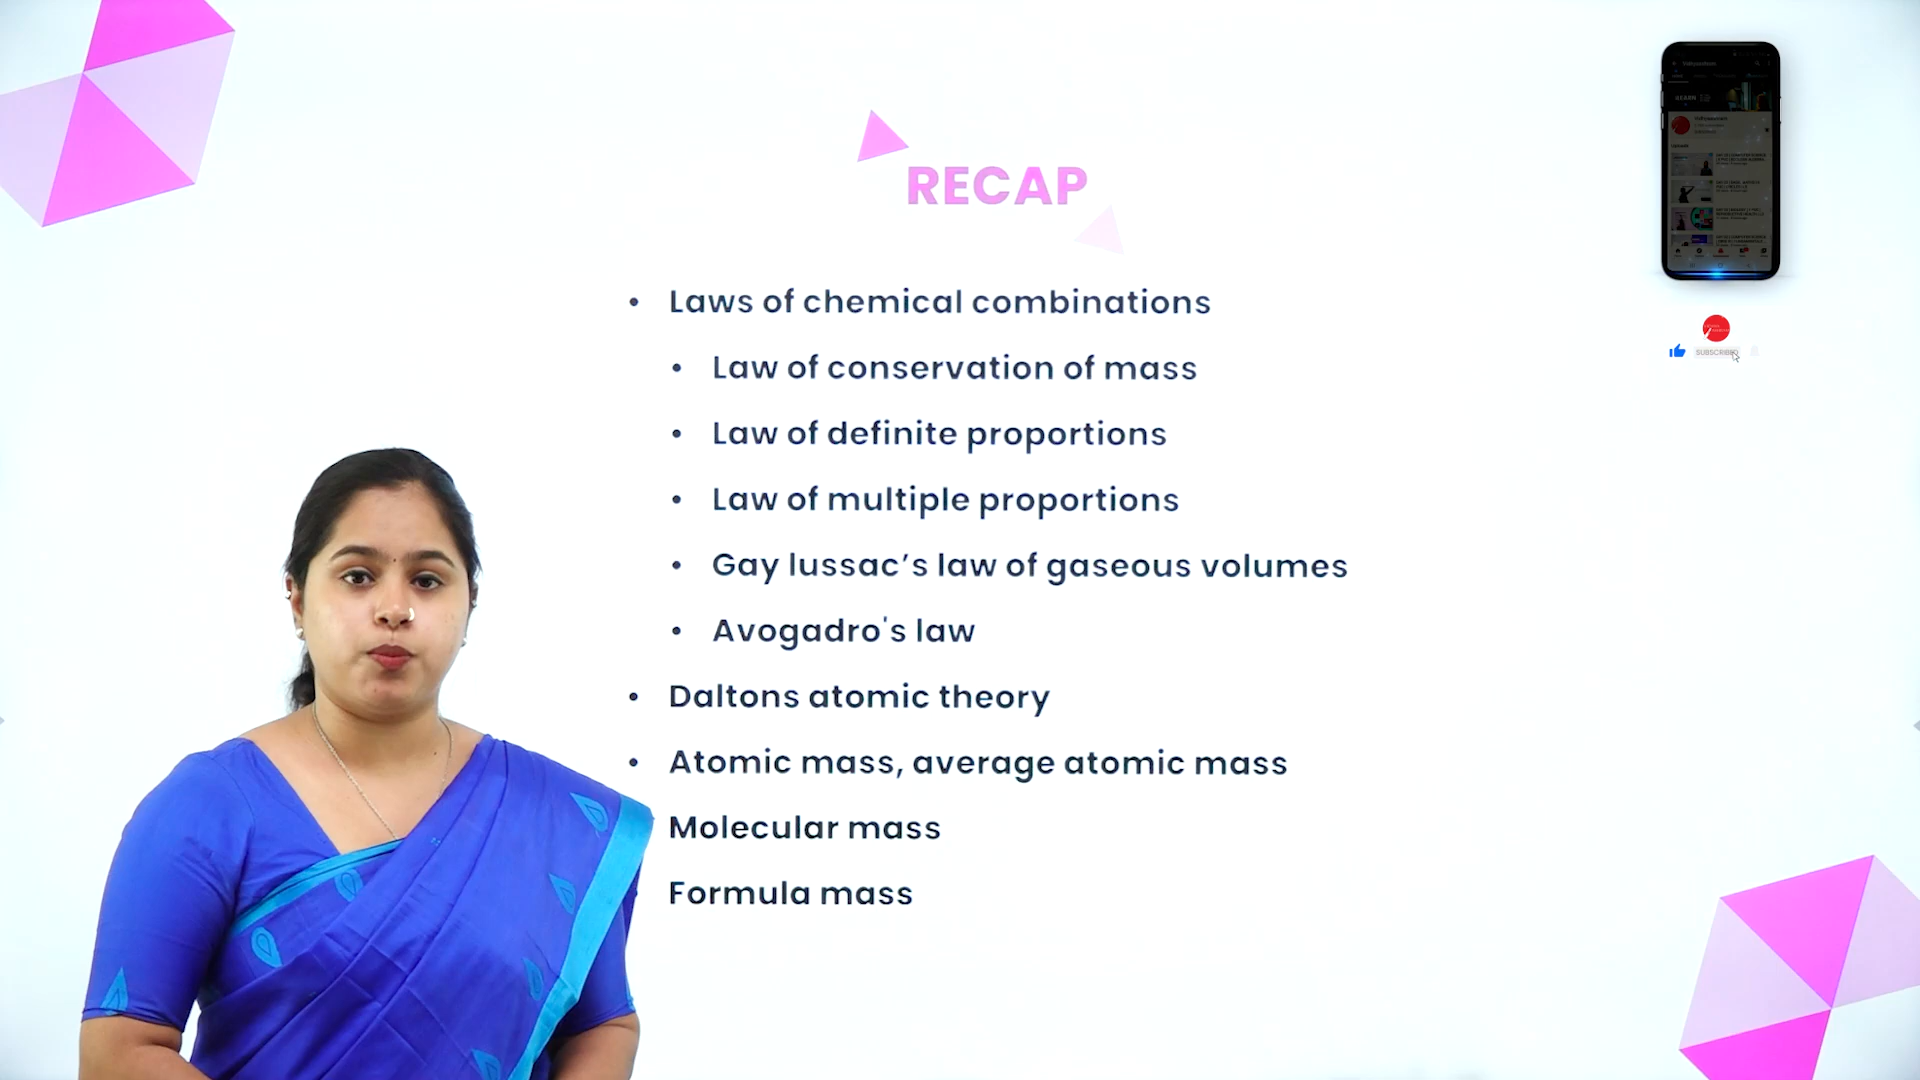 RECAP
• Laws of chemical combinations
• Law of conservation of mass
• Law of definite proportions
• Law of multiple proportions
• Gay lussac’s law of gaseous volumes
• Avogadro's law
• Daltons atomic theory
• Atomic mass, average atomic mass
Molecular mass
Formula mass
SUBSCRIBED